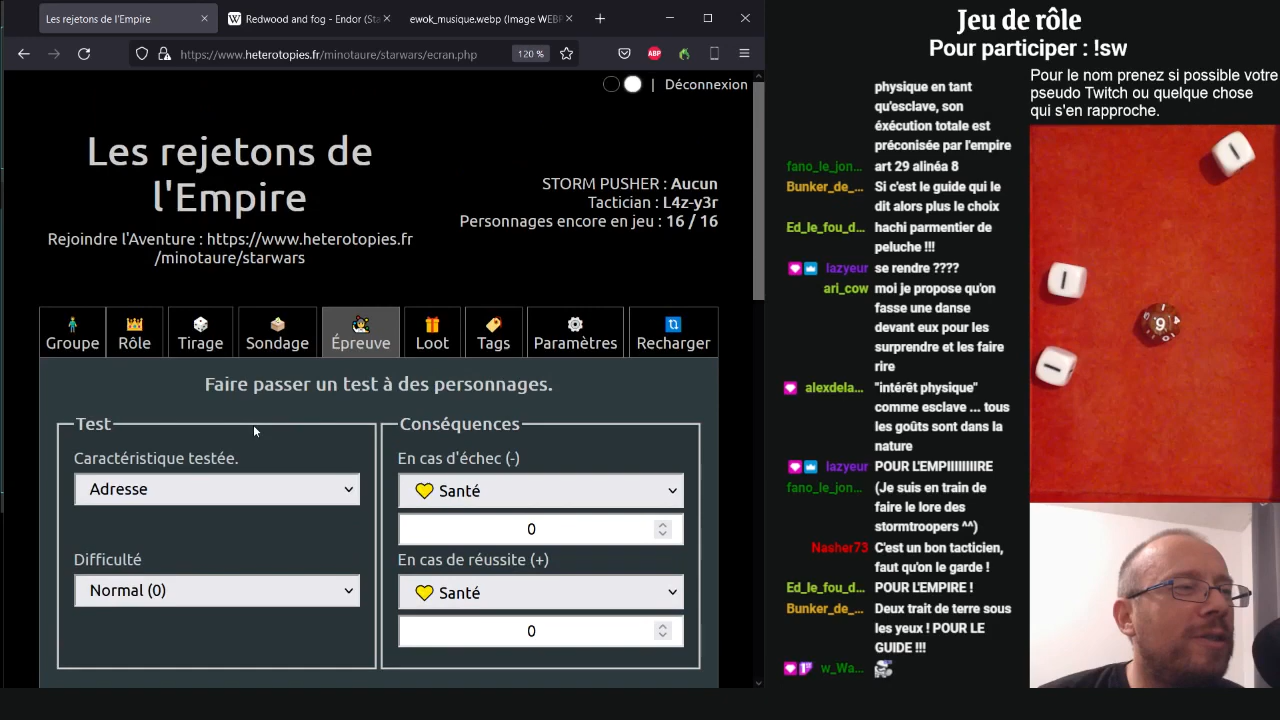 Les rejetons de l'Empire
Redwood and fog - Endor (Sta
ewok_musique.webp (Image WEBP
https://www.heterotopies.fr/minotaure/starwars/ecran.php
120 %
ABP
| Déconnexion
Les rejetons de
l'Empire
Rejoindre l'Aventure : https://www.heterotopies.fr
/minotaure/starwars
STORM PUSHER : Aucun
Tactician : L4z-y3r
Personnages encore en jeu : 16 / 16
Groupe
Rôle
Tirage
Sondage
Épreuve
Loot
Tags
Paramètres
Recharger
Faire passer un test à des personnages.
Test
Caractéristique testée.
Adresse
Difficulté
Normal (0)
Conséquences
En cas d'échec (-)
Santé
0
En cas de réussite (+)
Santé
0
physique en tant
qu'esclave, son
éxécution totale est
préconisée par l'empire
fano_le_jon... art 29 alinéa 8
Bunker_de_... Si c'est le guide qui le
dit alors plus le choix
Ed_le_fou_d... hachi parmentier de
peluche !!!
lazyeur se rendre ????
ari_cow moi je propose qu'on
fasse une danse
devant eux pour les
surprendre et les faire
rire
alexdela... "intérêt physique"
comme esclave ... tous
les goûts sont dans la
nature
lazyeur POUR L'EMPIIIIIIIRE
fano_le_jon... (Je suis en train de
faire le lore des
stormtroopers ^^)
Nasher73 C'est un bon tacticien,
faut qu'on le garde !
Ed_le_fou_d... POUR L'EMPIRE !
Bunker_de_... Deux trait de terre sous
les yeux ! POUR LE
GUIDE !!!
w_Wa...
Jeu de rôle
Pour participer : !sw
Pour le nom prenez si possible votre
pseudo Twitch ou quelque chose
qui s'en rapproche.
9